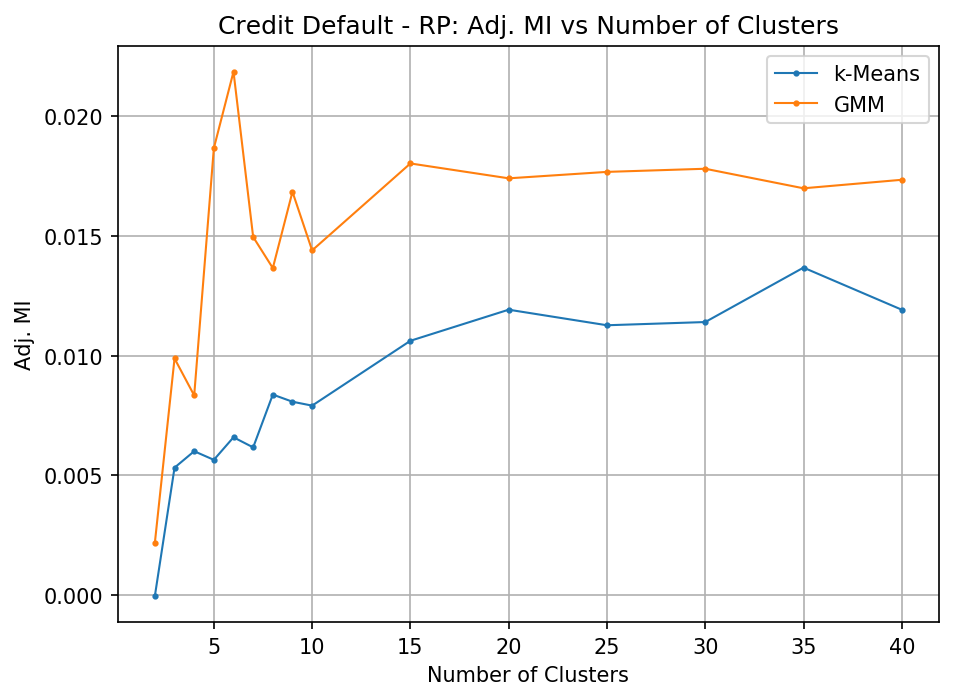 Credit Default - RP: Adj. MI vs Number of Clusters
k-Means
GMM
Adj. MI
0.020
0.015
0.010
0.005
0.000
5 10 15 20 25 30 35 40
Number of Clusters